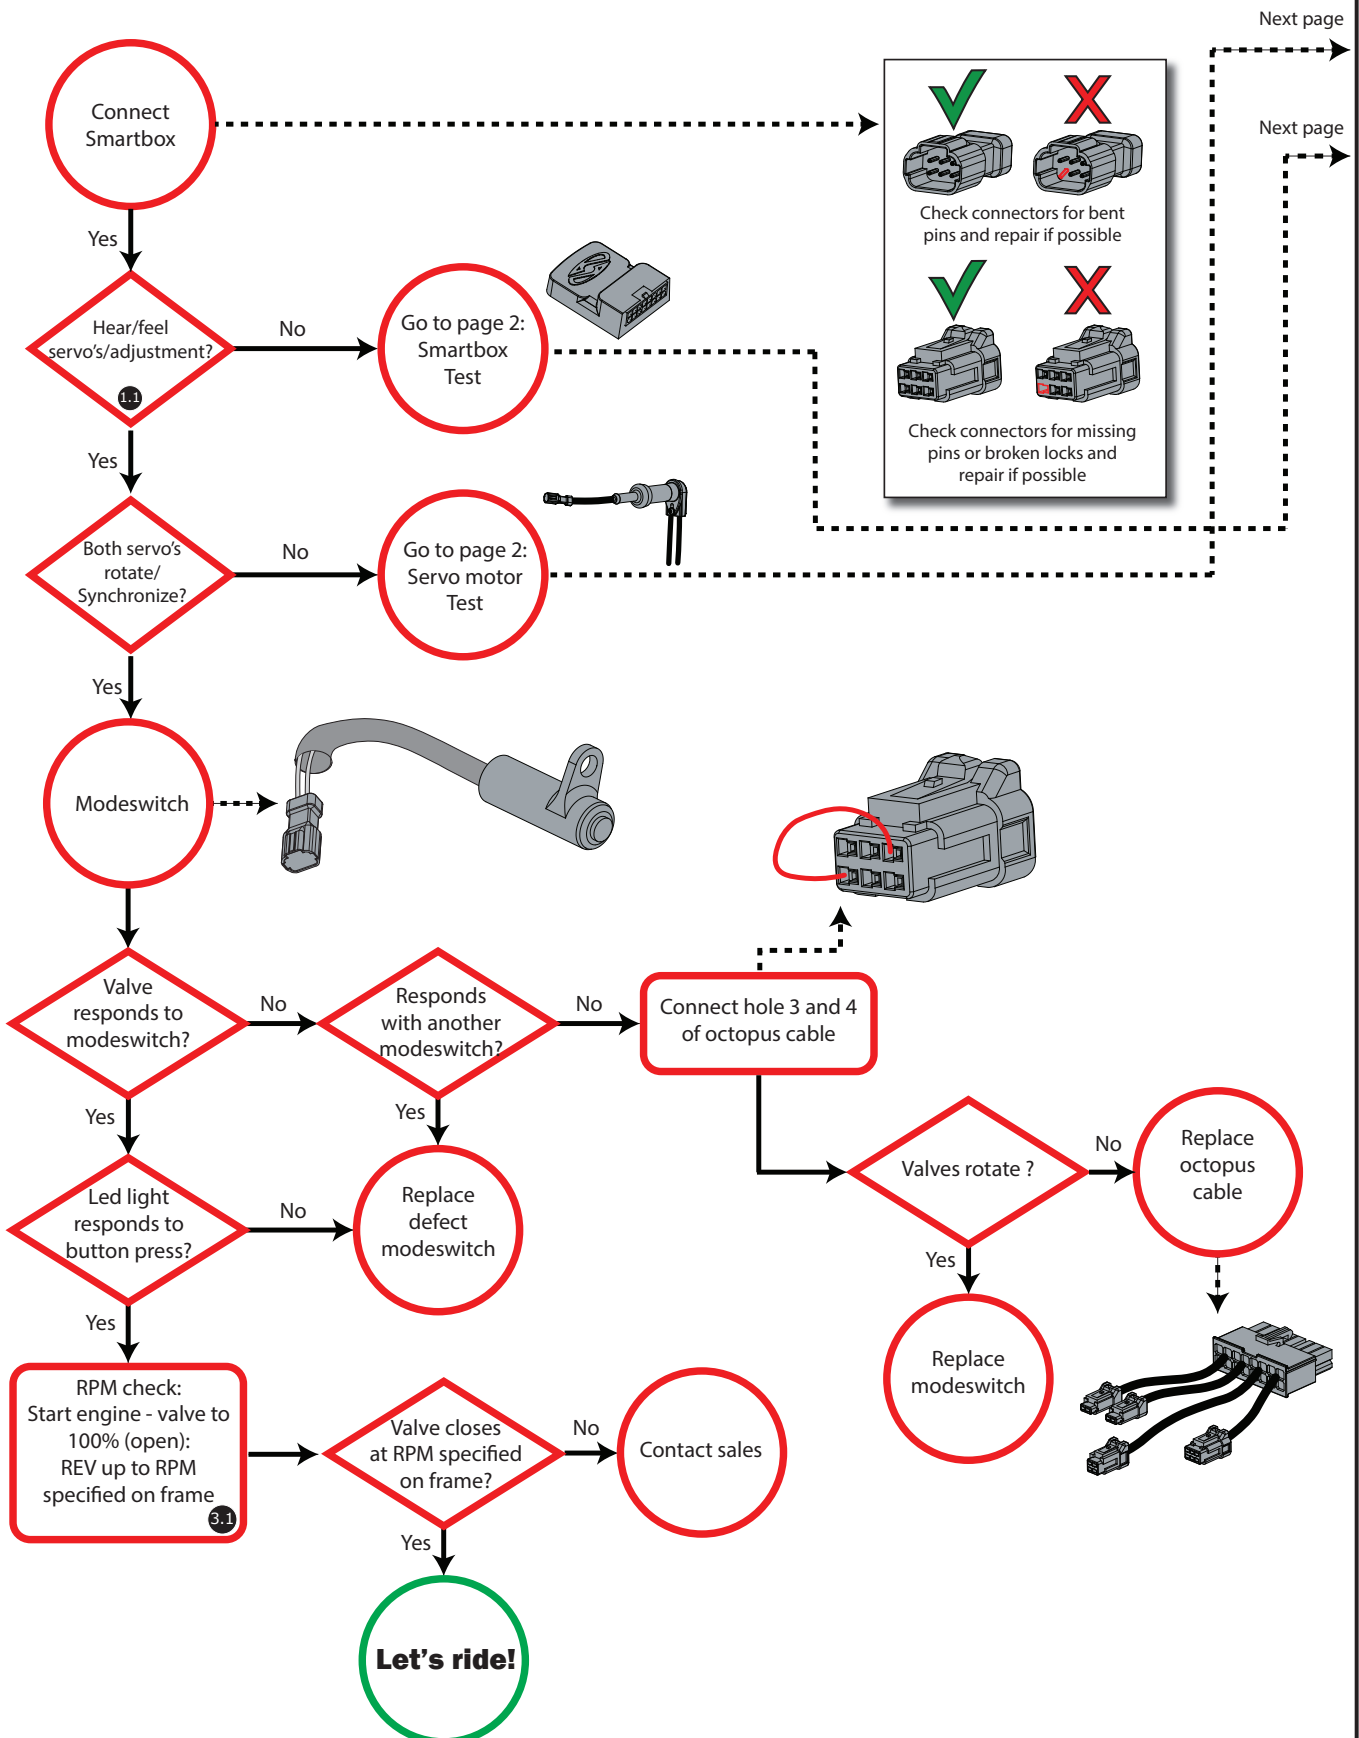 Next page
Connect
Smartbox
Next page
Check connectors for bent
pins and repair if possible
Yes
Hear/feel
servo's/adjustment?
1.1
No
Go to page 2:
Smartbox
Test
Check connectors for missing
pins or broken locks and
repair if possible
Yes
Both servo's
rotate/
Synchronize?
No
Go to page 2:
Servo motor
Test
Yes
Modeswitch
Valve
responds to
modeswitch?
No
Responds
with another
modeswitch?
No
Connect hole 3 and 4
of octopus cable
Yes
Yes
Valves rotate ?
No
Replace
octopus
cable
Led light
responds to
button press?
No
Replace
defect
modeswitch
Yes
Replace
modeswitch
Yes
RPM check:
Start engine - valve to
100% (open):
REV up to RPM
specified on frame
3.1
Valve closes
at RPM specified
on frame?
No
Contact sales
Yes
Let's ride!